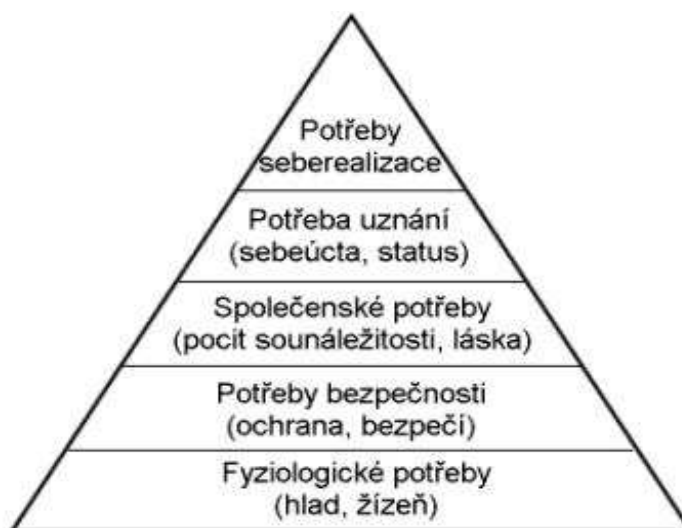 Potřeby
seberealizace
Potřeba uznání
(sebeúcta, status)
Společenské potřeby
(pocit sounáležitosti, láska)
Potřeby bezpečnosti
(ochrana, bezpečí)
Fyziologické potřeby
(hlad, žízeň)